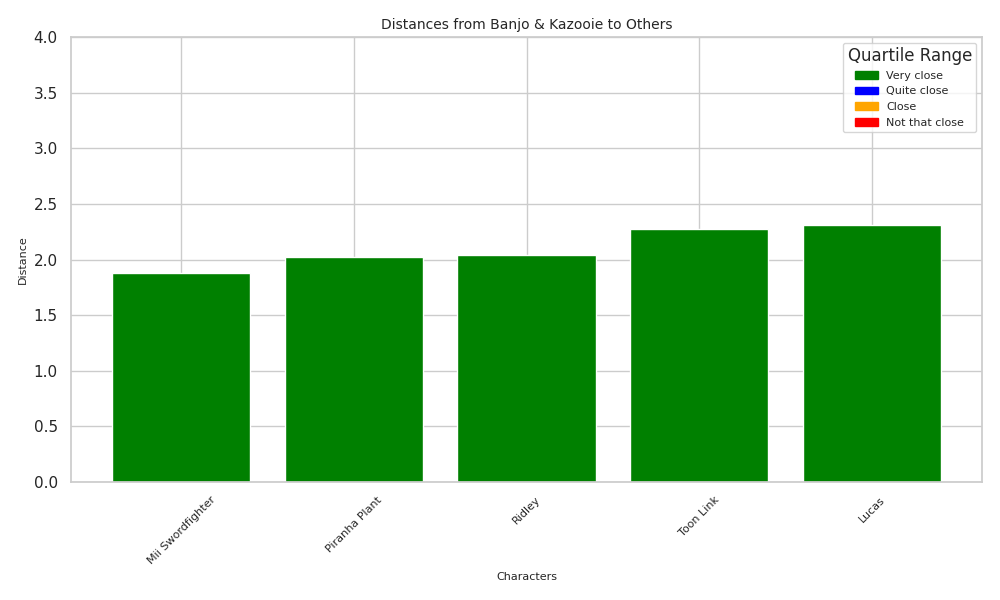 Distances from Banjo & Kazooie to Others
4.0
3.5
3.0
2.5
2.0
1.5
1.0
0.5
0.0
Distance
Quartile Range
Very close
Quite close
Close
Not that close
Mii Swordfighter
Piranha Plant
Ridley
Toon Link
Lucas
Characters